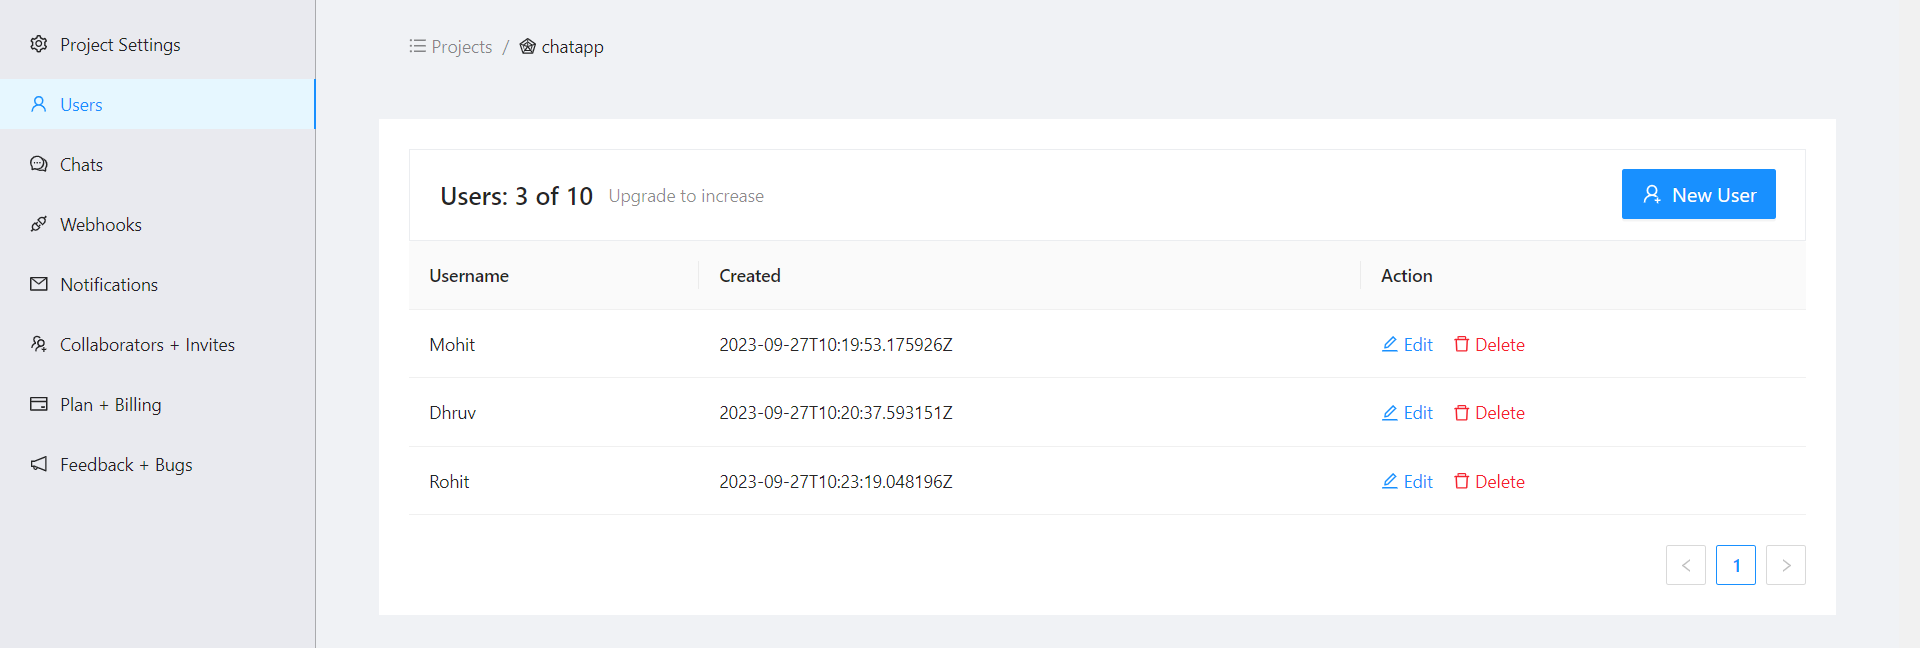 Project Settings
Users
Chats
Webhooks
Notifications
Collaborators + Invites
Plan + Billing
Feedback + Bugs
Projects / chatapp
Users: 3 of 10 Upgrade to increase New User
Username Created Action
Mohit 2023-09-27T10:19:53.175926Z Edit Delete
Dhruv 2023-09-27T10:20:37.593151Z Edit Delete
Rohit 2023-09-27T10:23:19.048196Z Edit Delete
< 1 >